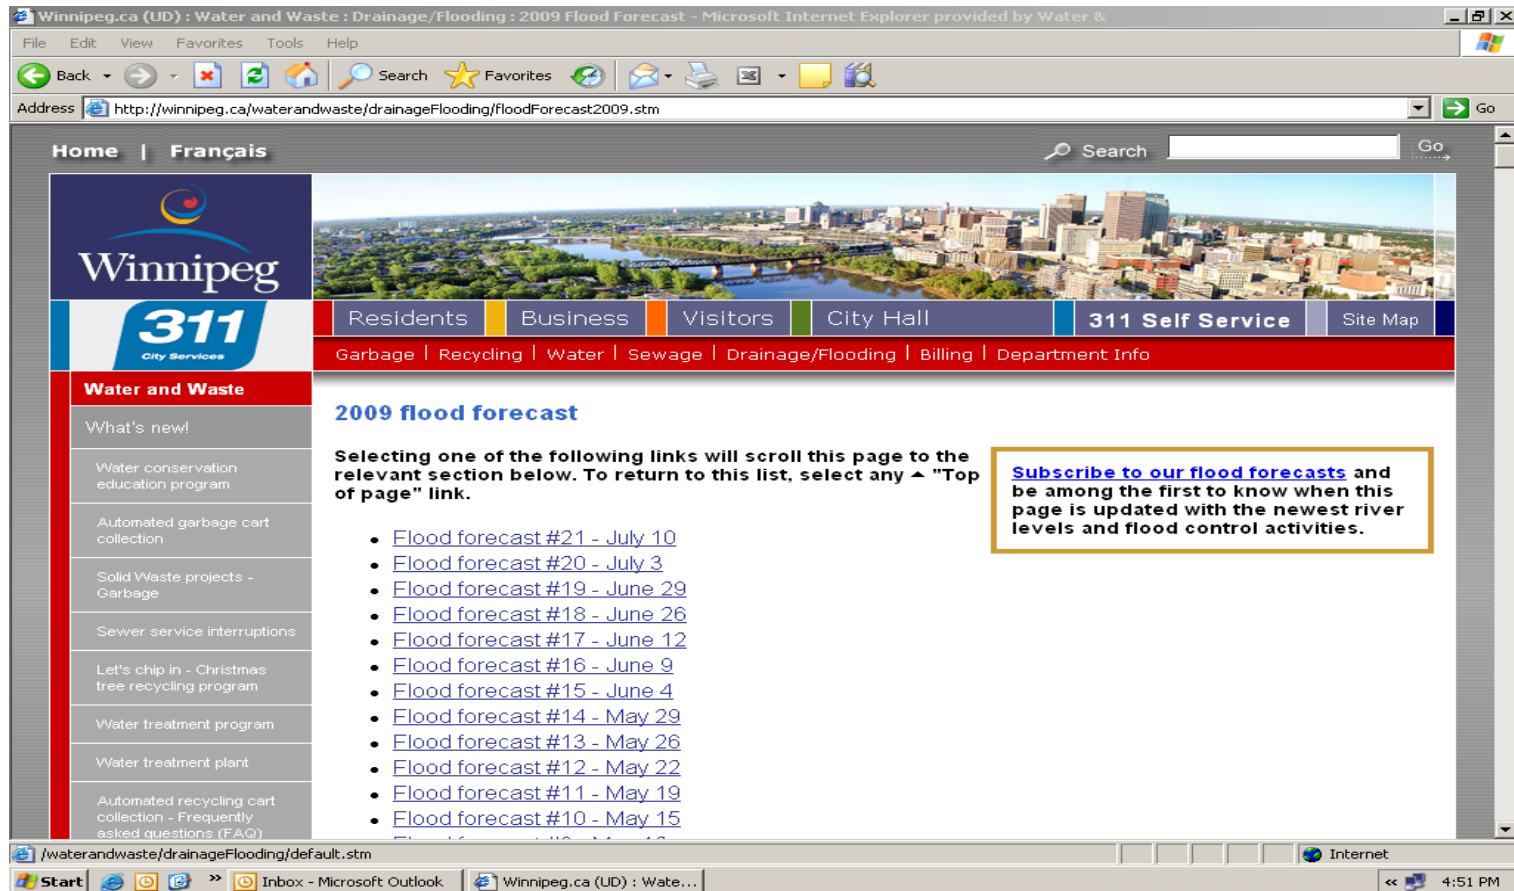 Winnipeg.ca (UD) : Water and Waste : Drainage/Flooding : 2009 Flood Forecast - Microsoft Internet Explorer provided by Water &
File Edit View Favorites Tools Help
Back Search Favorites
Address http://winnipeg.ca/waterandwaste/drainageFlooding/floodForecast2009.stm Go
Home | Français Search Go
Winnipeg
311
City Services
Residents Business Visitors City Hall 311 Self Service Site Map
Garbage | Recycling | Water | Sewage | Drainage/Flooding | Billing | Department Info
Water and Waste
What's new!
Water conservation
education program
Automated garbage cart
collection
Solid Waste projects -
Garbage
Sewer service interruptions
Let's chip in - Christmas
tree recycling program
Water treatment program
Water treatment plant
Automated recycling cart
collection - Frequently
asked questions (FAQ)
2009 flood forecast
Selecting one of the following links will scroll this page to the
relevant section below. To return to this list, select any "Top
of page" link.
Subscribe to our flood forecasts and
be among the first to know when this
page is updated with the newest river
levels and flood control activities.
Flood forecast #21 - July 10
Flood forecast #20 - July 3
Flood forecast #19 - June 29
Flood forecast #18 - June 26
Flood forecast #17 - June 12
Flood forecast #16 - June 9
Flood forecast #15 - June 4
Flood forecast #14 - May 29
Flood forecast #13 - May 26
Flood forecast #12 - May 22
Flood forecast #11 - May 19
Flood forecast #10 - May 15
/waterandwaste/drainageFlooding/default.stm Internet
Start Inbox - Microsoft Outlook Winnipeg.ca (UD) : Wate... 4:51 PM